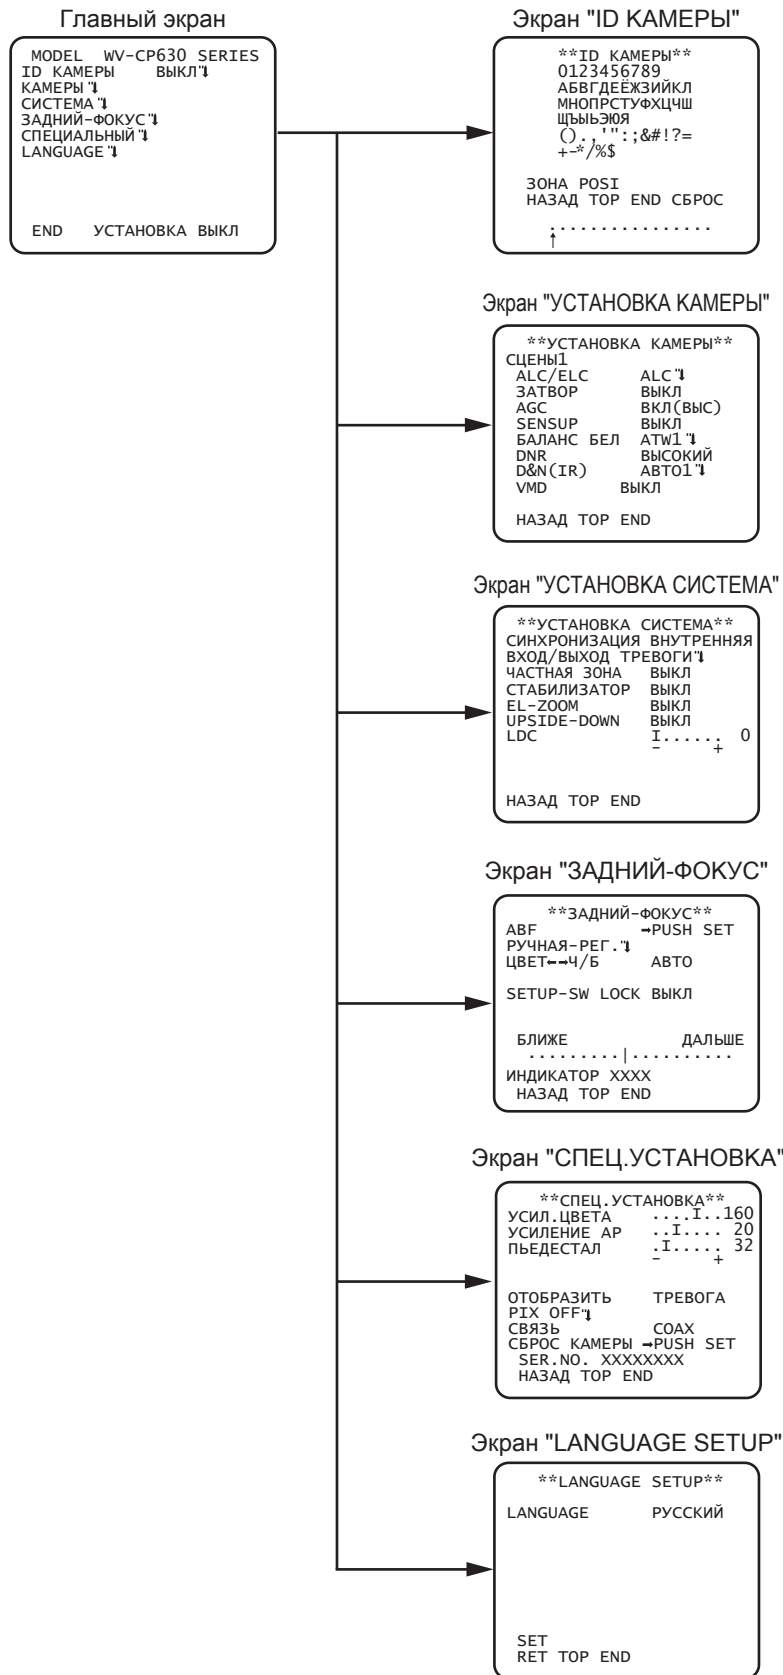 Главный экран
MODEL WV-CP630 SERIES
ID КАМЕРЫ ВЫКЛ
КАМЕРЫ
СИСТЕМА
ЗАДНИЙ-ФОКУС
СПЕЦИАЛЬНЫЙ
LANGUAGE
END УСТАНОВКА ВЫКЛ
Экран "ID КАМЕРЫ"
**ID КАМЕРЫ**
0123456789
АБВГДЕЁЖЗИЙКЛ
МНОПРСТУФХЦЧШ
ЩЪЫЬЭЮЯ
().,'":;&#!?=
+-*/%$
ЗОНА POSI
НАЗАД TOP END СБРОС
................
↑
Экран "УСТАНОВКА КАМЕРЫ"
**УСТАНОВКА КАМЕРЫ**
СЦЕНЫ1
ALC/ELC ALC
ЗАТВОР ВЫКЛ
AGC ВКЛ(ВЫС)
SENSUP ВЫКЛ
БАЛАНС БЕЛ ATW1
DNR ВЫСОКИЙ
D&N(IR) АВТО1
VMD ВЫКЛ
НАЗАД TOP END
Экран "УСТАНОВКА СИСТЕМА"
**УСТАНОВКА СИСТЕМА**
СИНХРОНИЗАЦИЯ ВНУТРЕННЯЯ
ВХОД/ВЫХОД ТРЕВОГИ
ЧАСТНАЯ ЗОНА ВЫКЛ
СТАБИЛИЗАТОР ВЫКЛ
EL-ZOOM ВЫКЛ
UPSIDE-DOWN ВЫКЛ
LDC I...... 0
- +
НАЗАД TOP END
Экран "ЗАДНИЙ-ФОКУС"
**ЗАДНИЙ-ФОКУС**
ABF →PUSH SET
РУЧНАЯ-РЕГ.
ЦВЕТ←→Ч/Б АВТО
SETUP-SW LOCK ВЫКЛ
БЛИЖЕ ДАЛЬШЕ
.........|..........
ИНДИКАТОР XXXX
НАЗАД TOP END
Экран "СПЕЦ.УСТАНОВКА"
**СПЕЦ.УСТАНОВКА**
УСИЛ.ЦВЕТА ....I..160
УСИЛЕНИЕ АР ..I.... 20
ПЬЕДЕСТАЛ .I..... 32
- +
ОТОБРАЗИТЬ ТРЕВОГА
PIX OFF
СВЯЗЬ COAX
СБРОС КАМЕРЫ →PUSH SET
SER.NO. XXXXXXXX
НАЗАД TOP END
Экран "LANGUAGE SETUP"
**LANGUAGE SETUP**
LANGUAGE РУССКИЙ
SET
RET TOP END